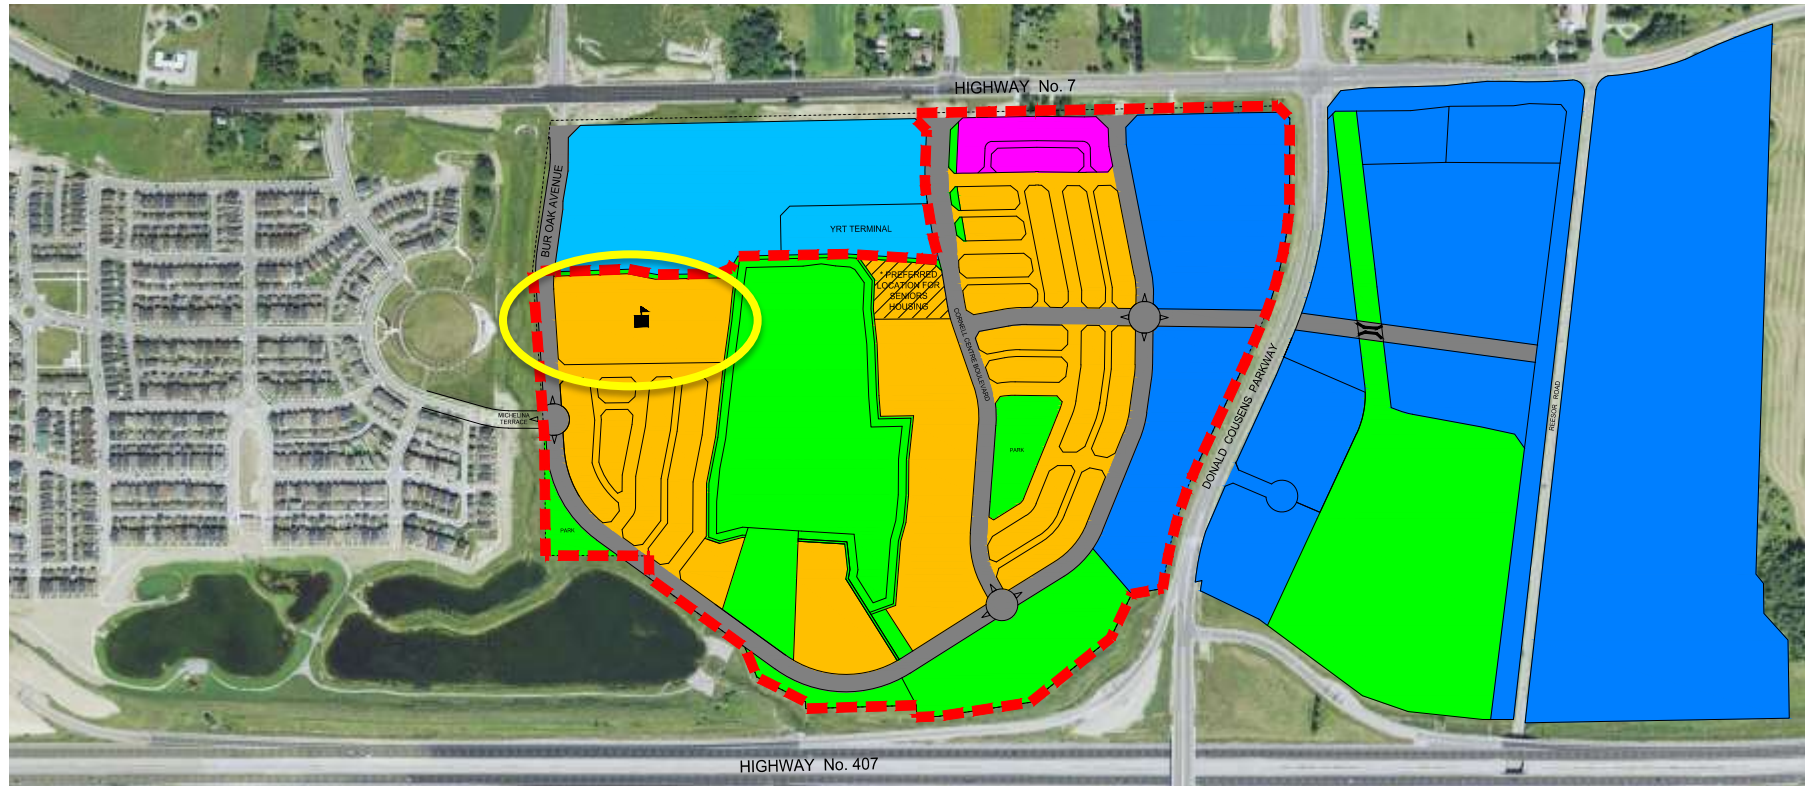 HIGHWAY No. 7
BUR OAK AVENUE
YRT TERMINAL
* PREFERRED
LOCATION FOR
SENIORS
HOUSING
CORNELL CENTRE BOULEVARD
MICHELINA
TERRACE
PARK
PARK
DONALD COUSENS PARKWAY
REESOR ROAD
HIGHWAY No. 407